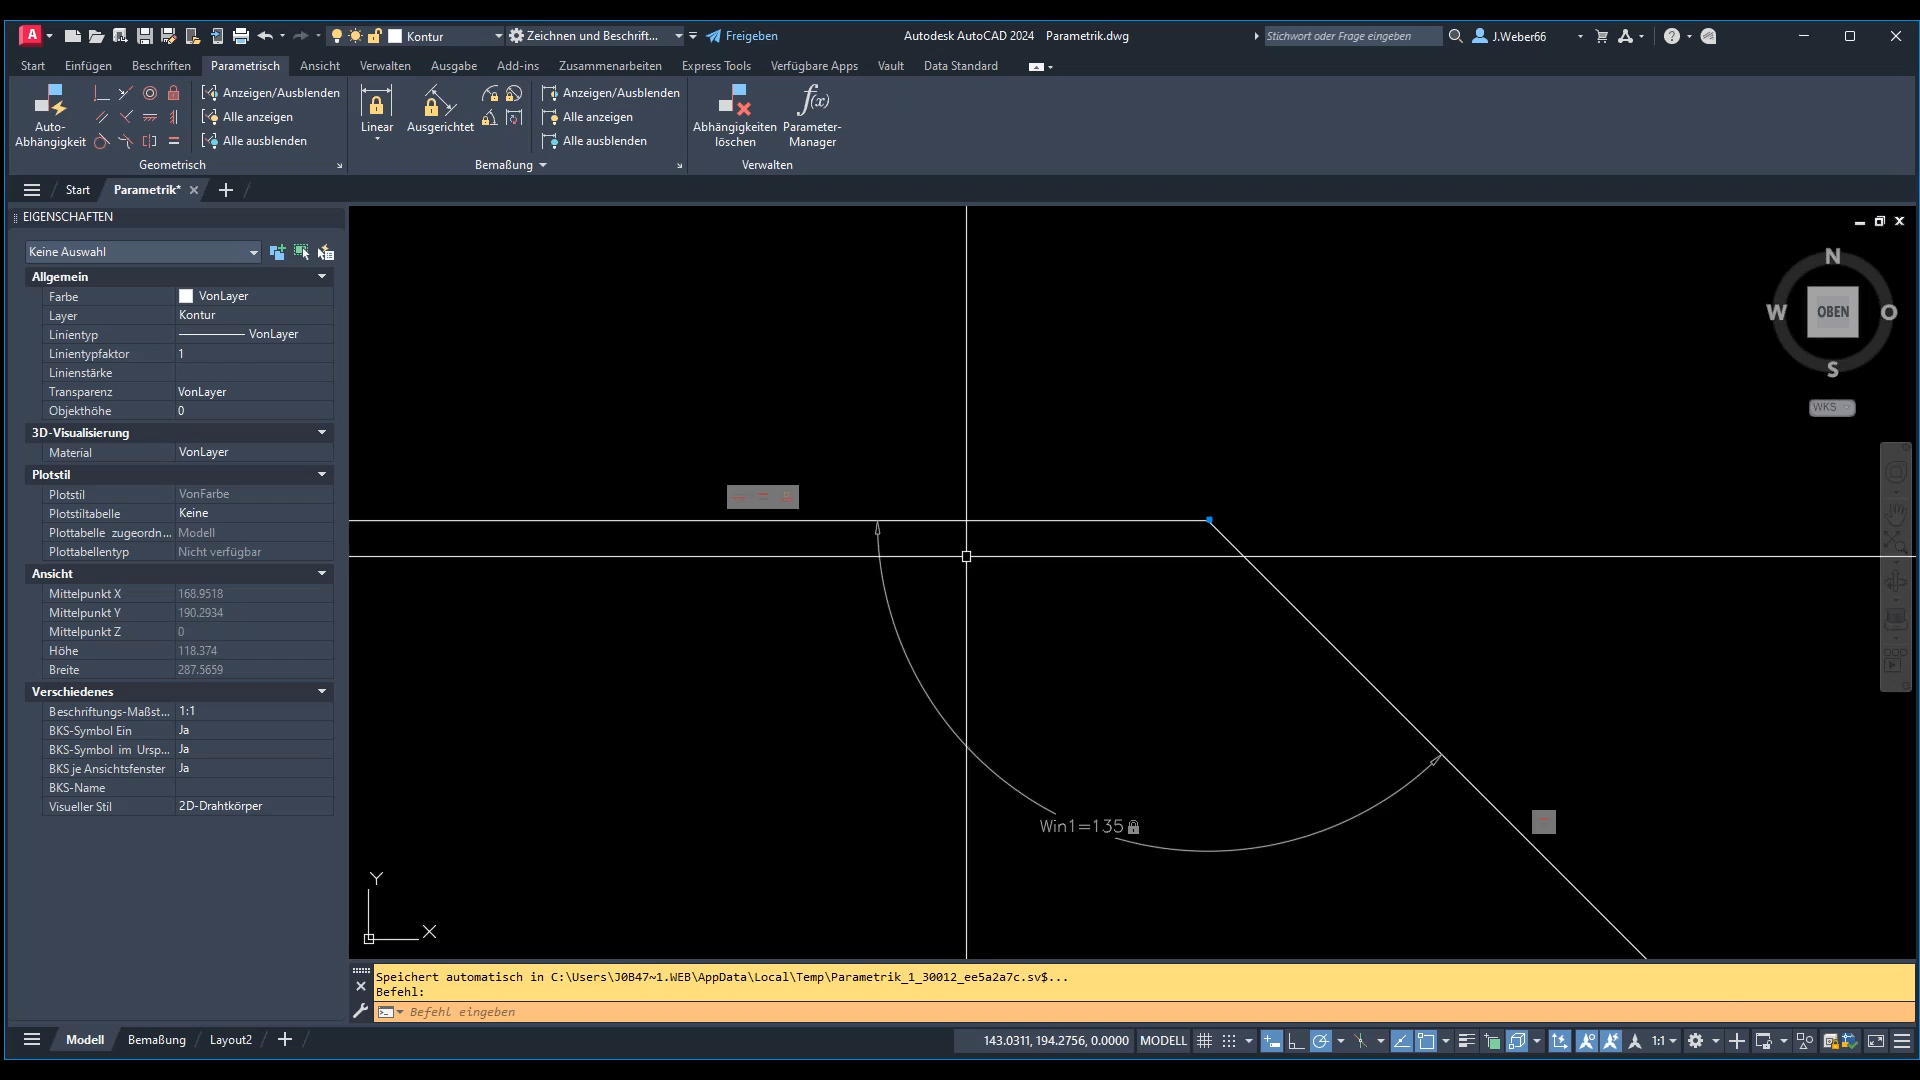 A Kontur Zeichnen und Beschrift... Freigeben Autodesk AutoCAD 2024 Parametrik.dwg Stichwort oder Frage eingeben J.Weber66
Start Einfügen Beschriften Parametrisch Ansicht Verwalten Ausgabe Add-ins Zusammenarbeiten Express Tools Verfügbare Apps Vault Data Standard
Auto-
Abhängigkeit
Anzeigen/Ausblenden
Alle anzeigen
Alle ausblenden
Geometrisch
Linear
Ausgerichtet
Anzeigen/Ausblenden
Alle anzeigen
Alle ausblenden
Bemaßung
Abhängigkeiten
löschen
f(x)
Parameter-
Manager
Verwalten
Start Parametrik*
EIGENSCHAFTEN
Keine Auswahl
Allgemein
Farbe VonLayer
Layer Kontur
Linientyp VonLayer
Linientypfaktor 1
Linienstärke
Transparenz VonLayer
Objekthöhe 0
3D-Visualisierung
Material VonLayer
Plotstil
Plotstil VonFarbe
Plotstiltabelle Keine
Plottabelle zugeordn... Modell
Plottabellentyp Nicht verfügbar
Ansicht
Mittelpunkt X 168.9518
Mittelpunkt Y 190.2934
Mittelpunkt Z 0
Höhe 118.374
Breite 287.5659
Verschiedenes
Beschriftungs-Maßst... 1:1
BKS-Symbol Ein Ja
BKS-Symbol im Ursp... Ja
BKS je Ansichtsfenster Ja
BKS-Name
Visueller Stil 2D-Drahtkörper
N
W OBEN O
S
WKS
Win1=135
Y
X
Speichert automatisch in C:\Users\J0B47~1.WEB\AppData\Local\Temp\Parametrik_1_30012_ee5a2a7c.sv$...
Befehl:
Befehl eingeben
Modell Bemaßung Layout2 143.0311, 194.2756, 0.0000 MODELL 1:1